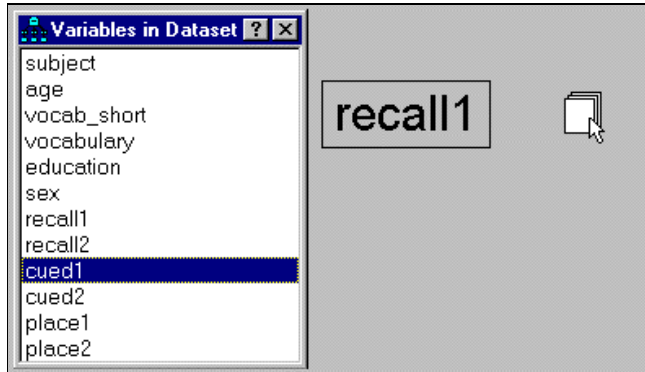 Variables in Dataset ? X
subject
age
vocab_short
vocabulary
education
sex
recall1
recall2
cued1
cued2
place1
place2
recall1